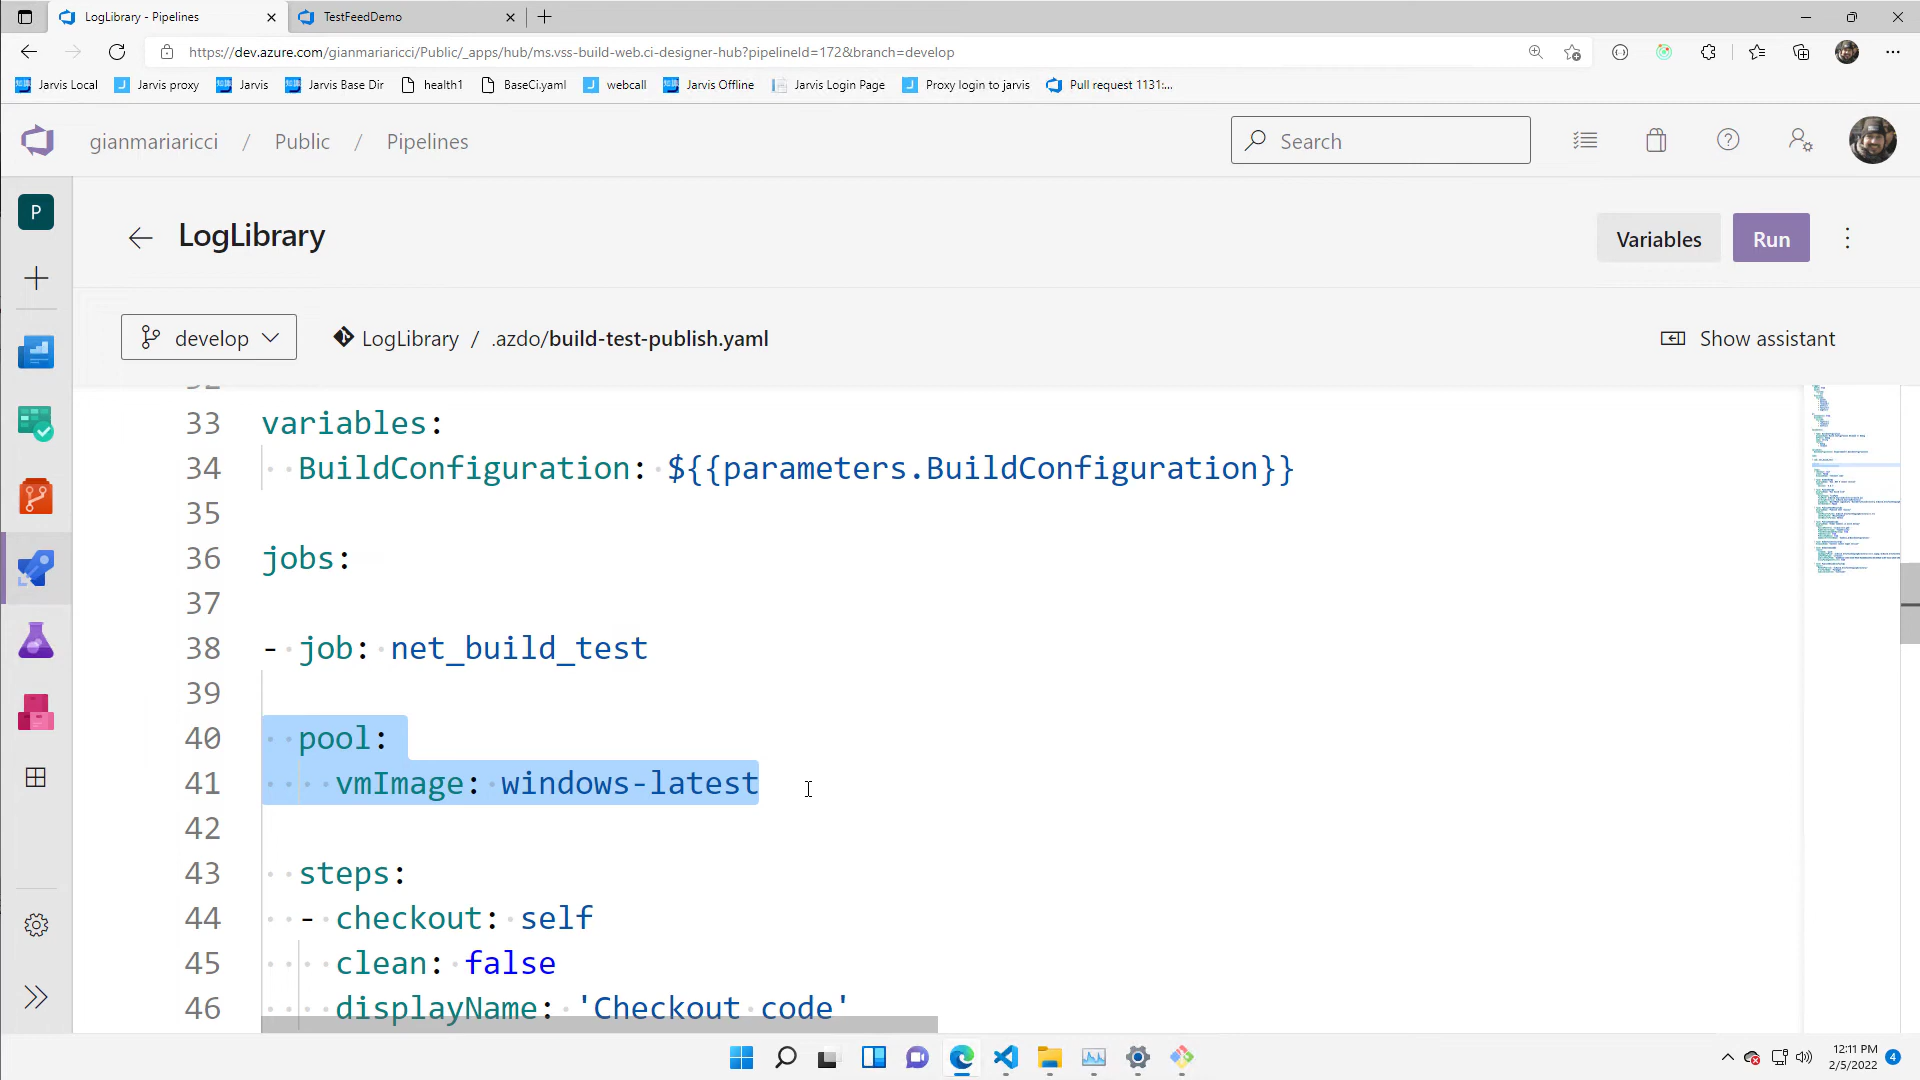 LogLibrary - Pipelines
TestFeedDemo
https://dev.azure.com/gianmariaricci/Public/_apps/hub/ms.vss-build-web.ci-designer-hub?pipelineId=172&branch=develop
Jarvis Local
Jarvis proxy
Jarvis
Jarvis Base Dir
health1
BaseCi.yaml
webcall
Jarvis Offline
Jarvis Login Page
Proxy login to jarvis
Pull request 1131:...
gianmariaricci / Public / Pipelines
Search
P
LogLibrary
Variables
Run
develop
LogLibrary / .azdo/build-test-publish.yaml
Show assistant
33 variables:
34 BuildConfiguration: ${{parameters.BuildConfiguration}}
35
36 jobs:
37
38 - job: net_build_test
39
40 pool:
41 vmImage: windows-latest
42
43 steps:
44 - checkout: self
45 clean: false
46 displayName: 'Checkout code'
12:11 PM
2/5/2022
4